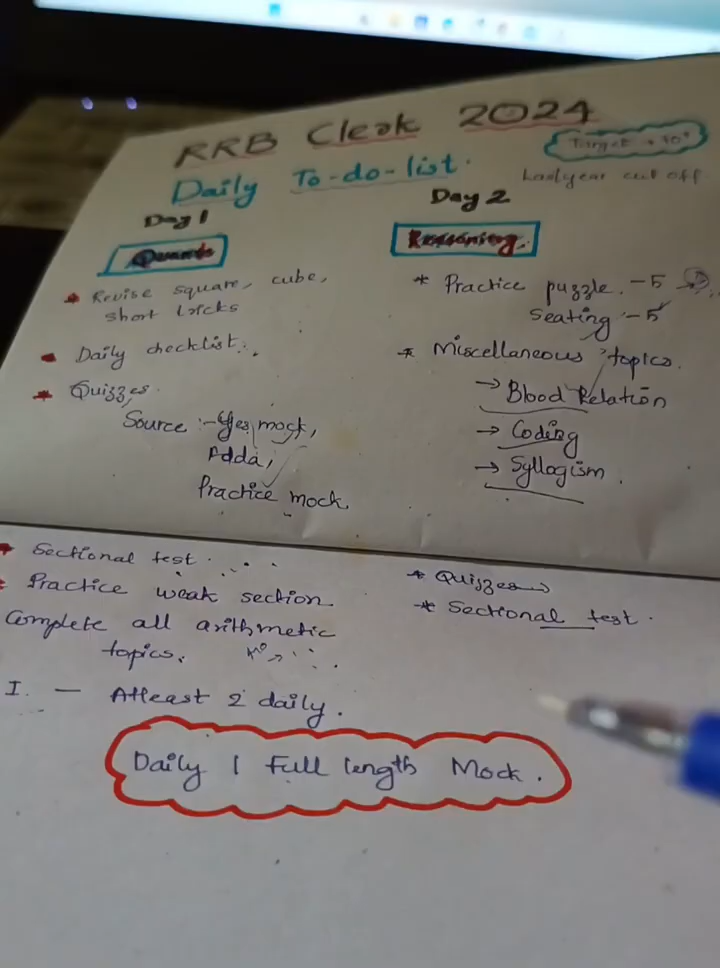 RRB Clerk 2024
Target
Daily To-do-list.
Last year cut off
Day 1
Quants
* Revise square, cube,
short tricks
Daily checklist.
* Quizzes.
Source :- Yes mock,
Adda,
Practice mock.
Sectional test
Practice weak section
Complete all arithmetic
topics.
I. — Atleast 2 daily.
Day 2
Reasoning.
* Practice puzzle. - 5
Seating :- 5
* Miscellaneous topics.
→ Blood Relation
→ Coding
→ Syllogism.
* Quizzes
* Sectional test.
Daily 1 Full length Mock.